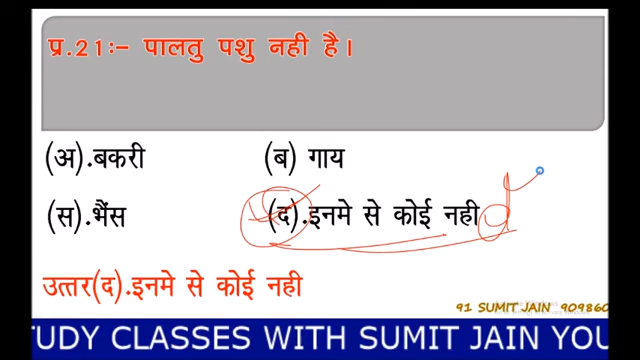 प्र.21:- पालतु पशु नही है।
(अ).बकरी (ब) गाय
(स).भैंस (द).इनमे से कोई नही
d
उत्तर(द).इनमे से कोई नही
91 SUMIT JAIN 909860
STUDY CLASSES WITH SUMIT JAIN YOU